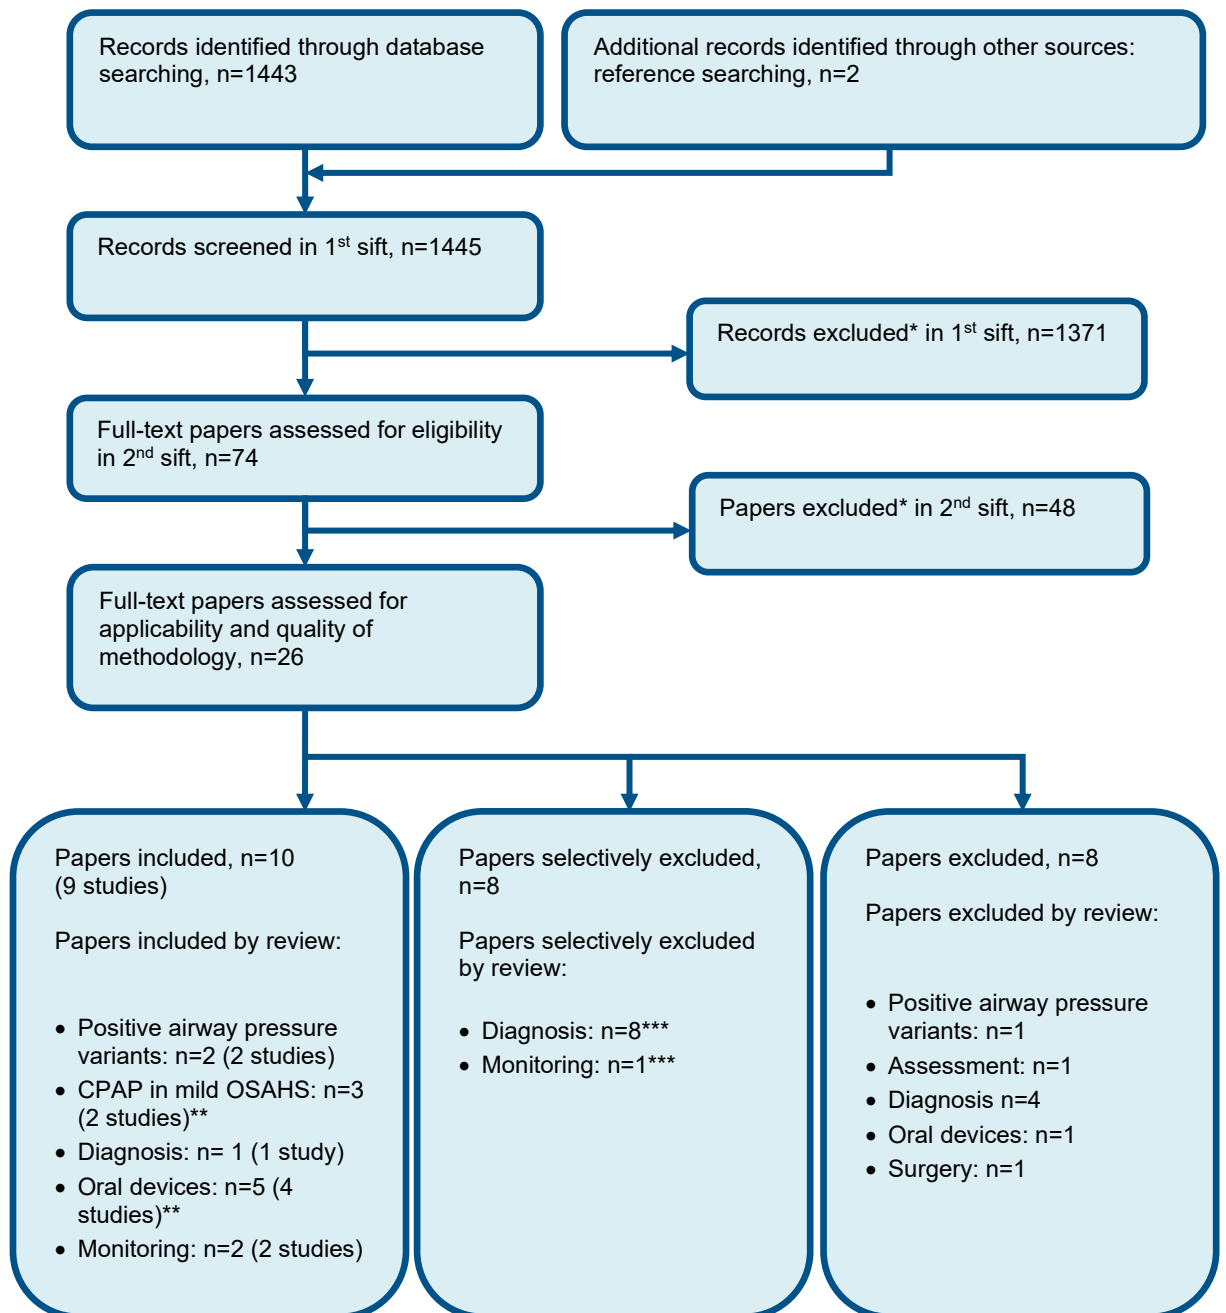 Records identified through database
searching, n=1443
Additional records identified through other sources:
reference searching, n=2
Records screened in 1st sift, n=1445
Records excluded* in 1st sift, n=1371
Full-text papers assessed for eligibility
in 2nd sift, n=74
Papers excluded* in 2nd sift, n=48
Full-text papers assessed for
applicability and quality of
methodology, n=26
Papers included, n=10
(9 studies)
Papers included by review:
• Positive airway pressure
variants: n=2 (2 studies)
• CPAP in mild OSAHS: n=3
(2 studies)**
• Diagnosis: n= 1 (1 study)
• Oral devices: n=5 (4
studies)**
• Monitoring: n=2 (2 studies)
Papers selectively excluded,
n=8
Papers selectively excluded
by review:
• Diagnosis: n=8***
• Monitoring: n=1***
Papers excluded, n=8
Papers excluded by review:
• Positive airway pressure
variants: n=1
• Assessment: n=1
• Diagnosis n=4
• Oral devices: n=1
• Surgery: n=1